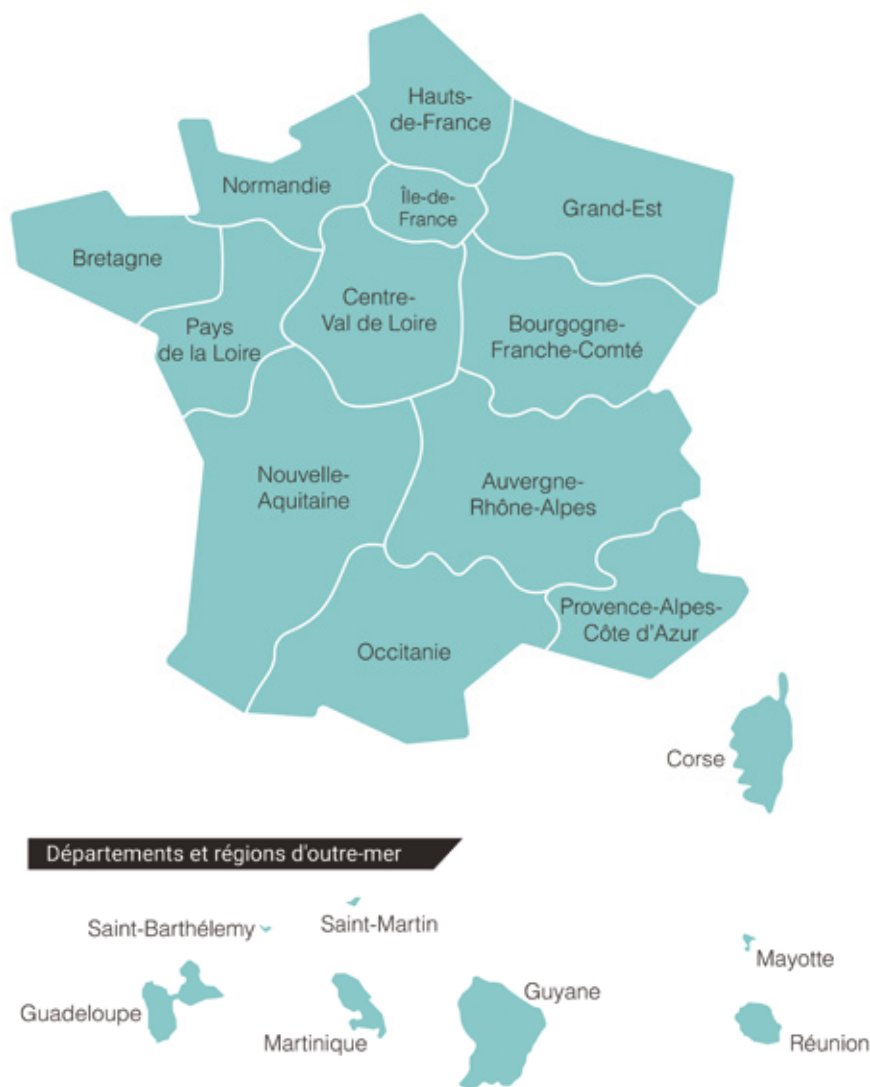 Hauts-
de-France
Normandie
Île-de-
France
Grand-Est
Bretagne
Centre-
Val de Loire
Pays
de la Loire
Bourgogne-
Franche-Comté
Nouvelle-
Aquitaine
Auvergne-
Rhône-Alpes
Provence-Alpes-
Côte d'Azur
Occitanie
Corse
Départements et régions d'outre-mer
Saint-Barthélemy
Saint-Martin
Mayotte
Guadeloupe
Martinique
Guyane
Réunion